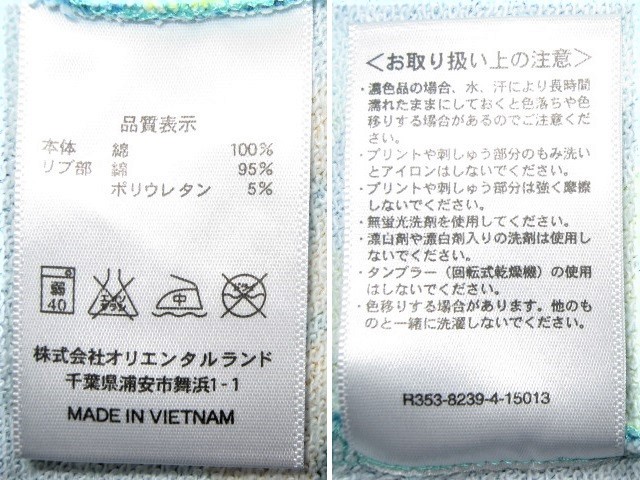 品質表示
本体 綿 100%
リブ部 綿 95%
ポリウレタン 5%
弱
40
エンソ
サラシ
中
ドライ
株式会社オリエンタルランド
千葉県浦安市舞浜1-1
MADE IN VIETNAM
<お取り扱い上の注意>
・濃色品の場合、水、汗により長時間
濡れたままにしておくと色落ちや色
移りする場合があるのでご注意くだ
さい。
・プリントや刺しゅう部分のもみ洗い
とアイロンはしないでください。
・プリントや刺しゅう部分は強く摩擦
しないでください。
・無蛍光洗剤を使用してください。
・漂白剤や漂白剤入りの洗剤は使用し
ないでください。
・タンブラー(回転式乾燥機)の使用
はしないでください。
・色移りする場合があります。他のも
のと一緒に洗濯しないでください。
R353-8239-4-15013